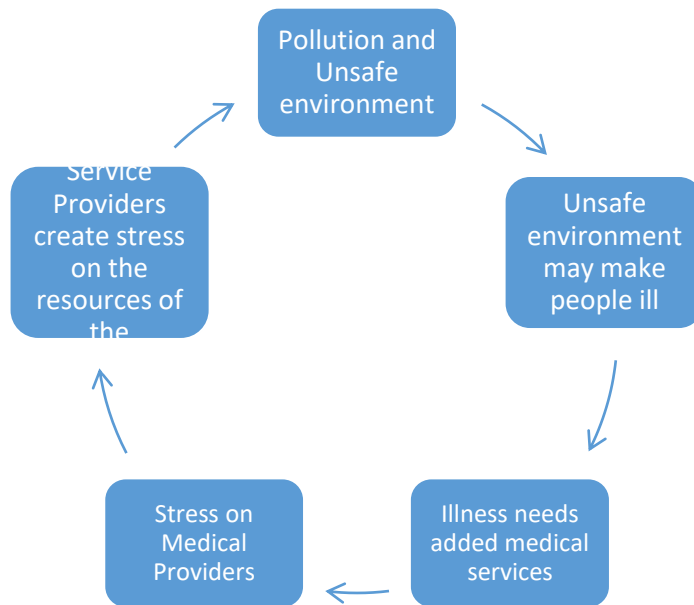 Pollution and
Unsafe
environment
Unsafe
environment
may make
people ill
Illness needs
added medical
services
Stress on
Medical
Providers
Service
Providers
create stress
on the
resources of
the